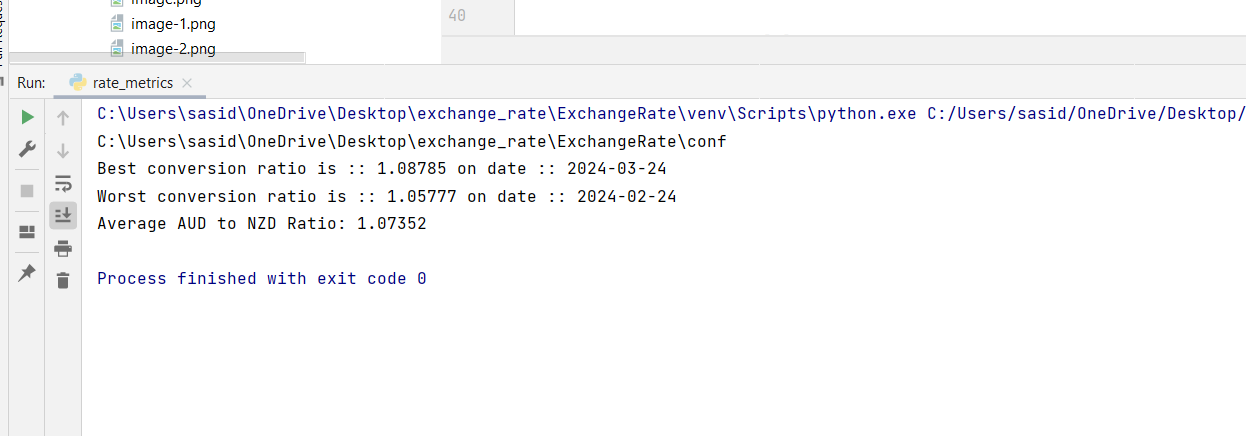 image.png
image-1.png
image-2.png
40
Run:
rate_metrics
C:\Users\sasid\OneDrive\Desktop\exchange_rate\ExchangeRate\venv\Scripts\python.exe C:/Users/sasid/OneDrive/Desktop/
C:\Users\sasid\OneDrive\Desktop\exchange_rate\ExchangeRate\conf
Best conversion ratio is :: 1.08785 on date :: 2024-03-24
Worst conversion ratio is :: 1.05777 on date :: 2024-02-24
Average AUD to NZD Ratio: 1.07352
Process finished with exit code 0